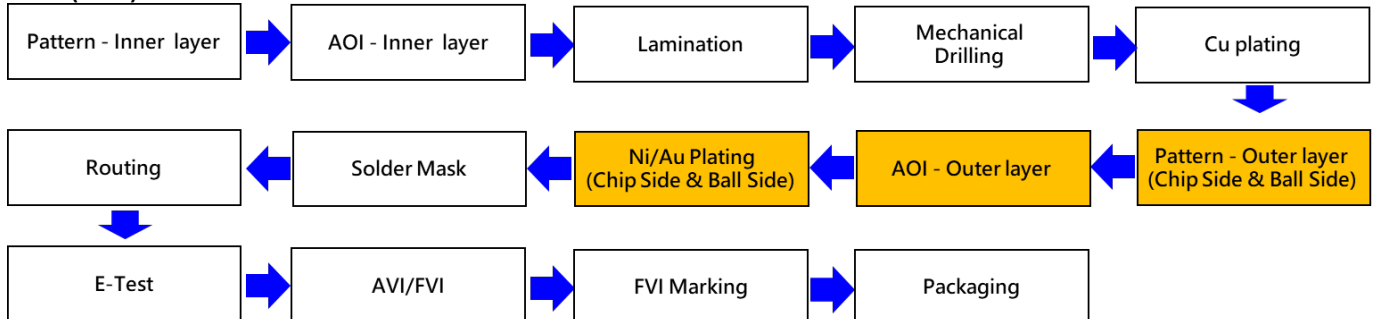 Pattern - Inner layer
AOI - Inner layer
Lamination
Mechanical
Drilling
Cu plating
Pattern - Outer layer
(Chip Side & Ball Side)
AOI - Outer layer
Ni/Au Plating
(Chip Side & Ball Side)
Solder Mask
Routing
E-Test
AVI/FVI
FVI Marking
Packaging